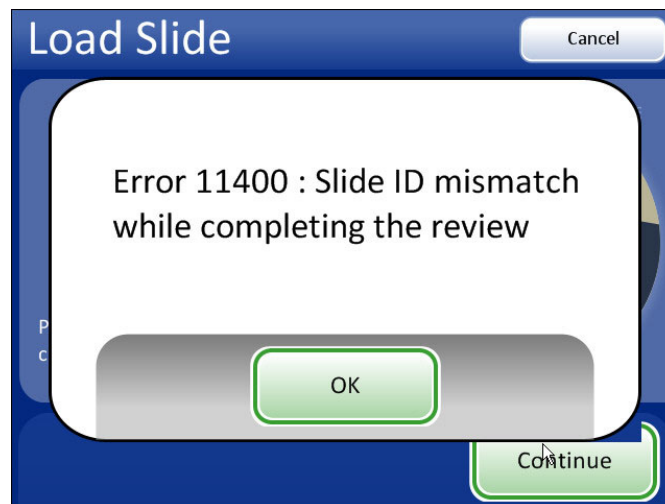 Load Slide
Cancel
Error 11400 : Slide ID mismatch
while completing the review
OK
Continue